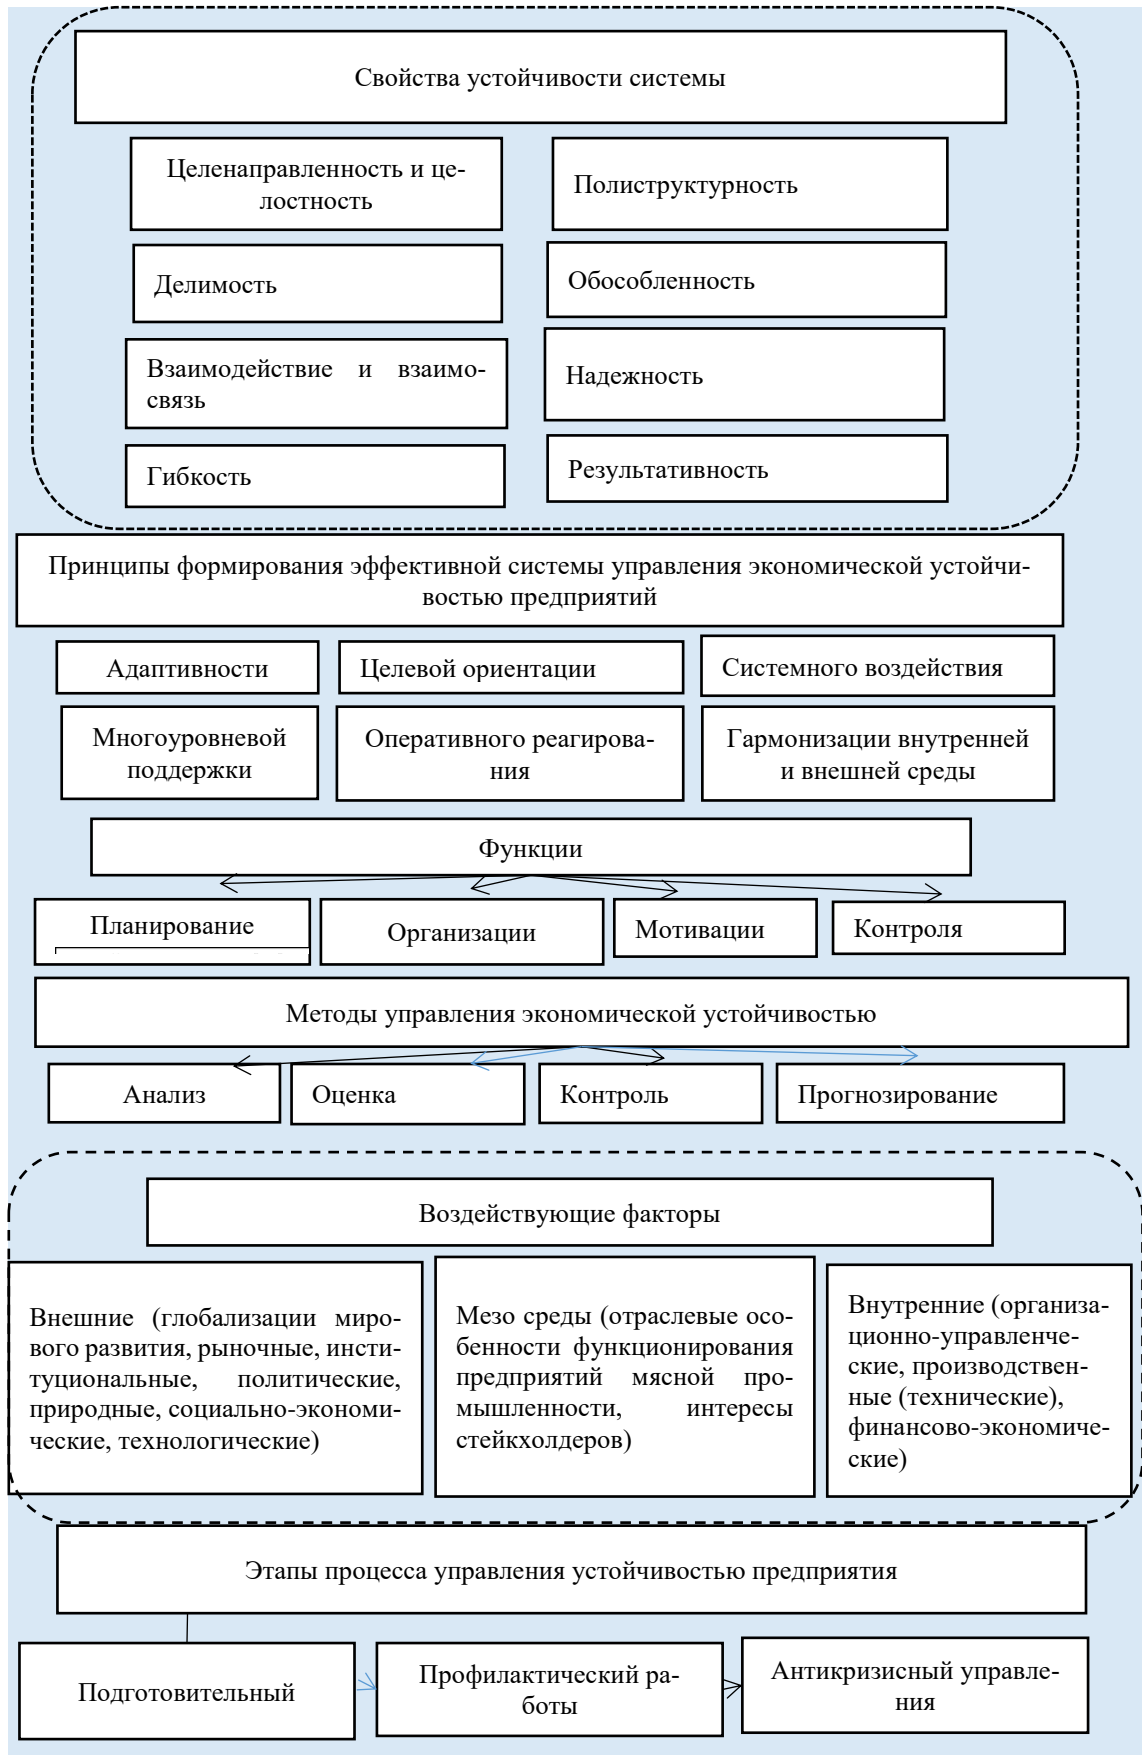 Свойства устойчивости системы
Целенаправленность и це-
лостность
Полиструктурность
Делимость
Обособленность
Взаимодействие и взаимо-
связь
Надежность
Гибкость
Результативность
Принципы формирования эффективной системы управления экономической устойчи-
востью предприятий
Адаптивности
Целевой ориентации
Системного воздействия
Многоуровневой
поддержки
Оперативного реагирова-
ния
Гармонизации внутренней
и внешней среды
Функции
Планирование
Организации
Мотивации
Контроля
Методы управления экономической устойчивостью
Анализ
Оценка
Контроль
Прогнозирование
Воздействующие факторы
Внешние (глобализации миро-
вого развития, рыночные, инсти-
туциональные, политические,
природные, социально-экономи-
ческие, технологические)
Мезо среды (отраслевые осо-
бенности функционирования
предприятий мясной про-
мышленности, интересы
стейкхолдеров)
Внутренние (организа-
ационно-управленче-
ские, производствен-
ные (технические),
финансово-экономиче-
ские)
Этапы процесса управления устойчивостью предприятия
Подготовительный
Профилактический ра-
боты
Антикризисный управле-
ния